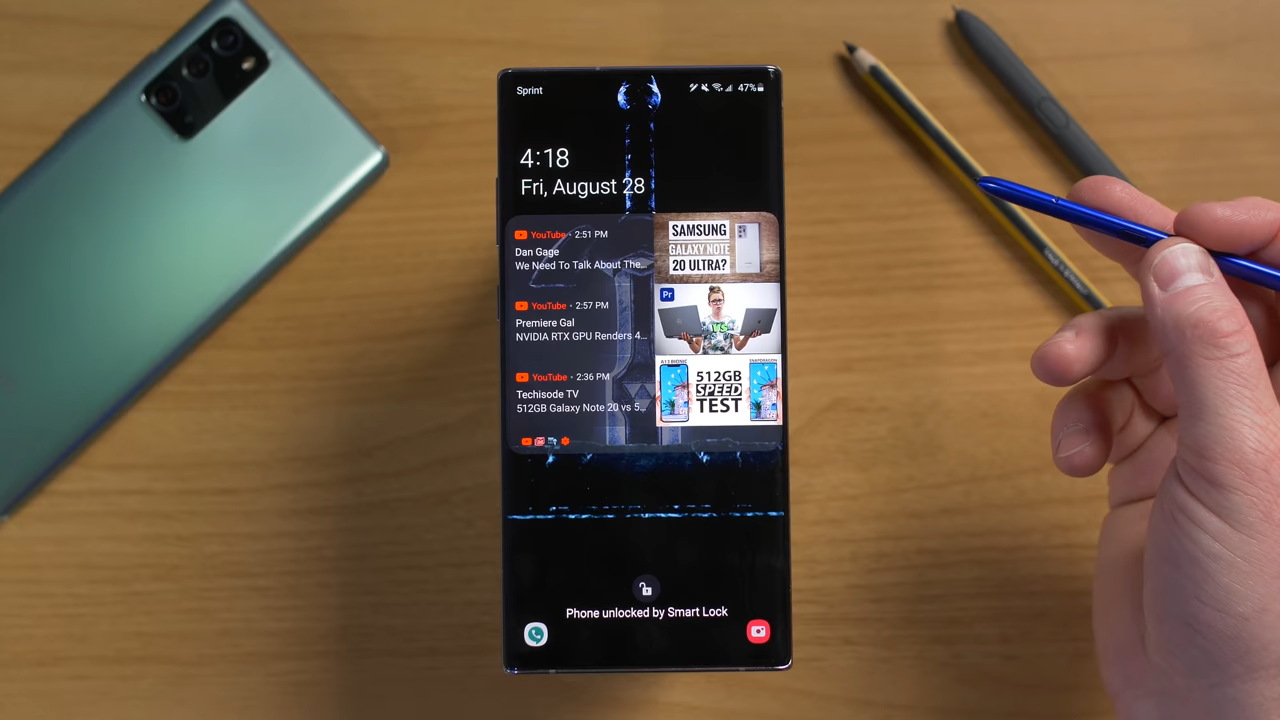 Sprint
47%
4:18
Fri, August 28
YouTube • 2:51 PM
Dan Gage
We Need To Talk About The...
SAMSUNG
GALAXY NOTE
20 ULTRA?
YouTube • 2:57 PM
Premiere Gal
NVIDIA RTX GPU Renders 4...
Pr
VS
YouTube • 2:36 PM
Techisode TV
512GB Galaxy Note 20 vs 5...
A13 BIONIC
SNAPDRAGON
512GB
SPEED
TEST
Phone unlocked by Smart Lock